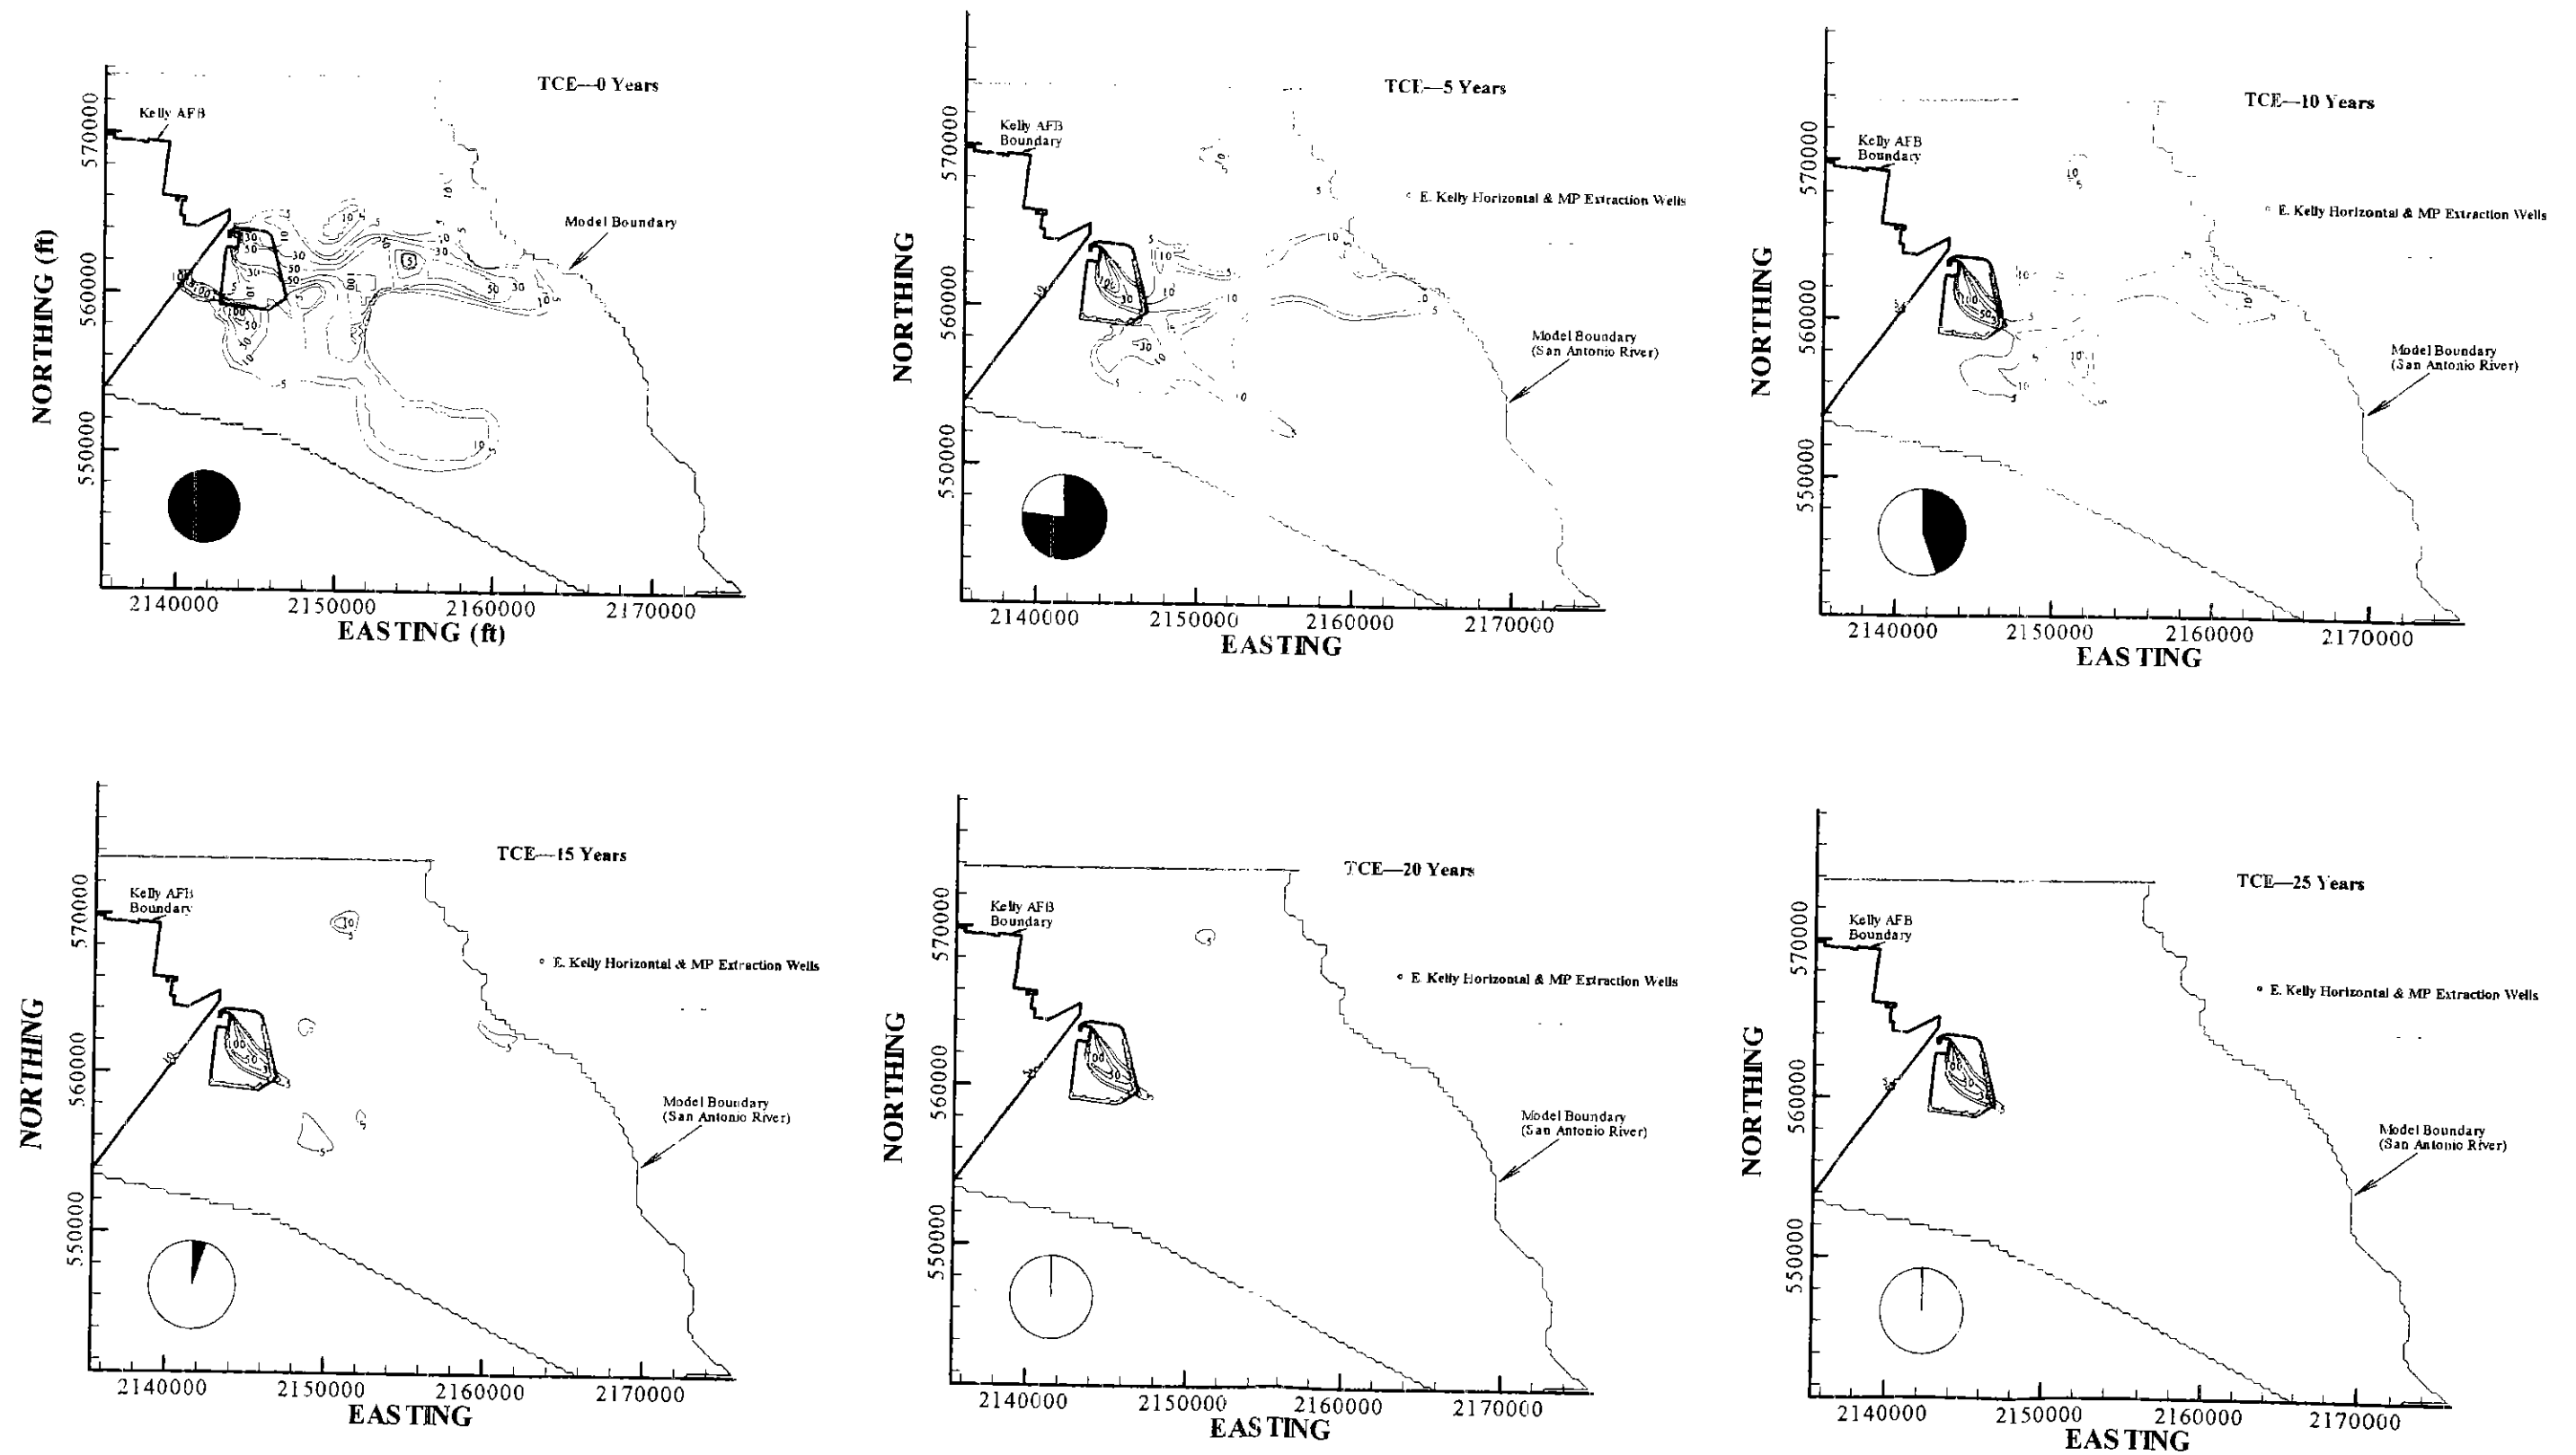 TCE—0 Years
Kelly AFB
Model Boundary
NORTHING (ft)
570000
560000
550000
2140000 2150000 2160000 2170000
EASTING (ft)
TCE—5 Years
Kelly AFB
Boundary
E. Kelly Horizontal & MP Extraction Wells
Model Boundary
(San Antonio River)
NORTHING
570000
560000
550000
2140000 2150000 2160000 2170000
EASTING
TCE—10 Years
Kelly AFB
Boundary
E. Kelly Horizontal & MP Extraction Wells
Model Boundary
(San Antonio River)
NORTHING
570000
560000
550000
2140000 2150000 2160000 2170000
EASTING
TCE—15 Years
Kelly AFB
Boundary
E. Kelly Horizontal & MP Extraction Wells
Model Boundary
(San Antonio River)
NORTHING
570000
560000
550000
2140000 2150000 2160000 2170000
EASTING
TCE—20 Years
Kelly AFB
Boundary
E. Kelly Horizontal & MP Extraction Wells
Model Boundary
(San Antonio River)
NORTHING
570000
560000
550000
2140000 2150000 2160000 2170000
EASTING
TCE—25 Years
Kelly AFB
Boundary
E. Kelly Horizontal & MP Extraction Wells
Model Boundary
(San Antonio River)
NORTHING
570000
560000
550000
2140000 2150000 2160000 2170000
EASTING